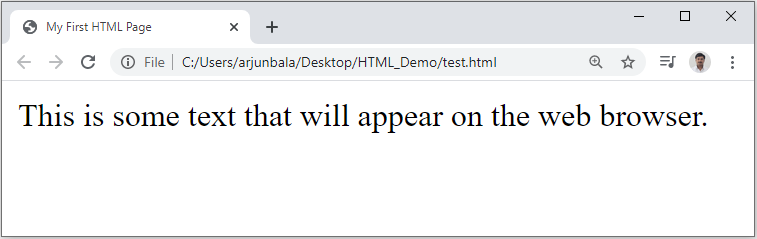 My First HTML Page
File C:/Users/arjunbala/Desktop/HTML_Demo/test.html
This is some text that will appear on the web browser.